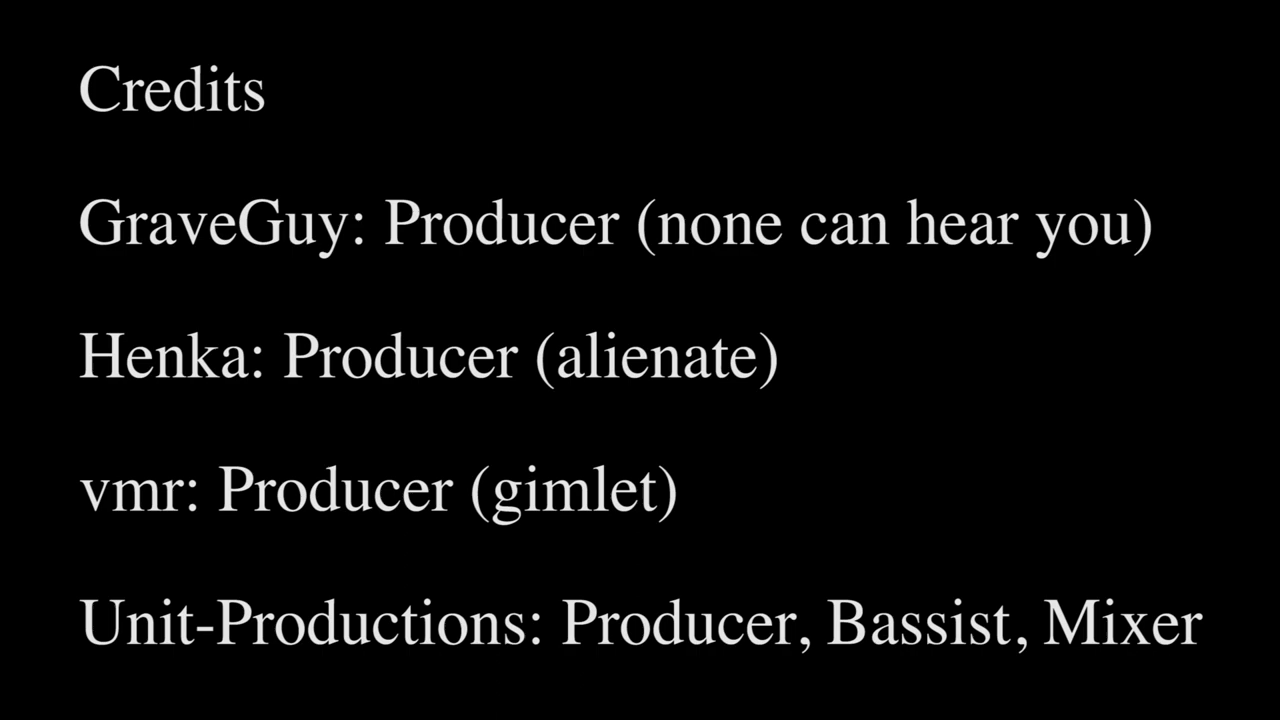 Credits
GraveGuy: Producer (none can hear you)
Henka: Producer (alienate)
vmr: Producer (gimlet)
Unit-Productions: Producer, Bassist, Mixer